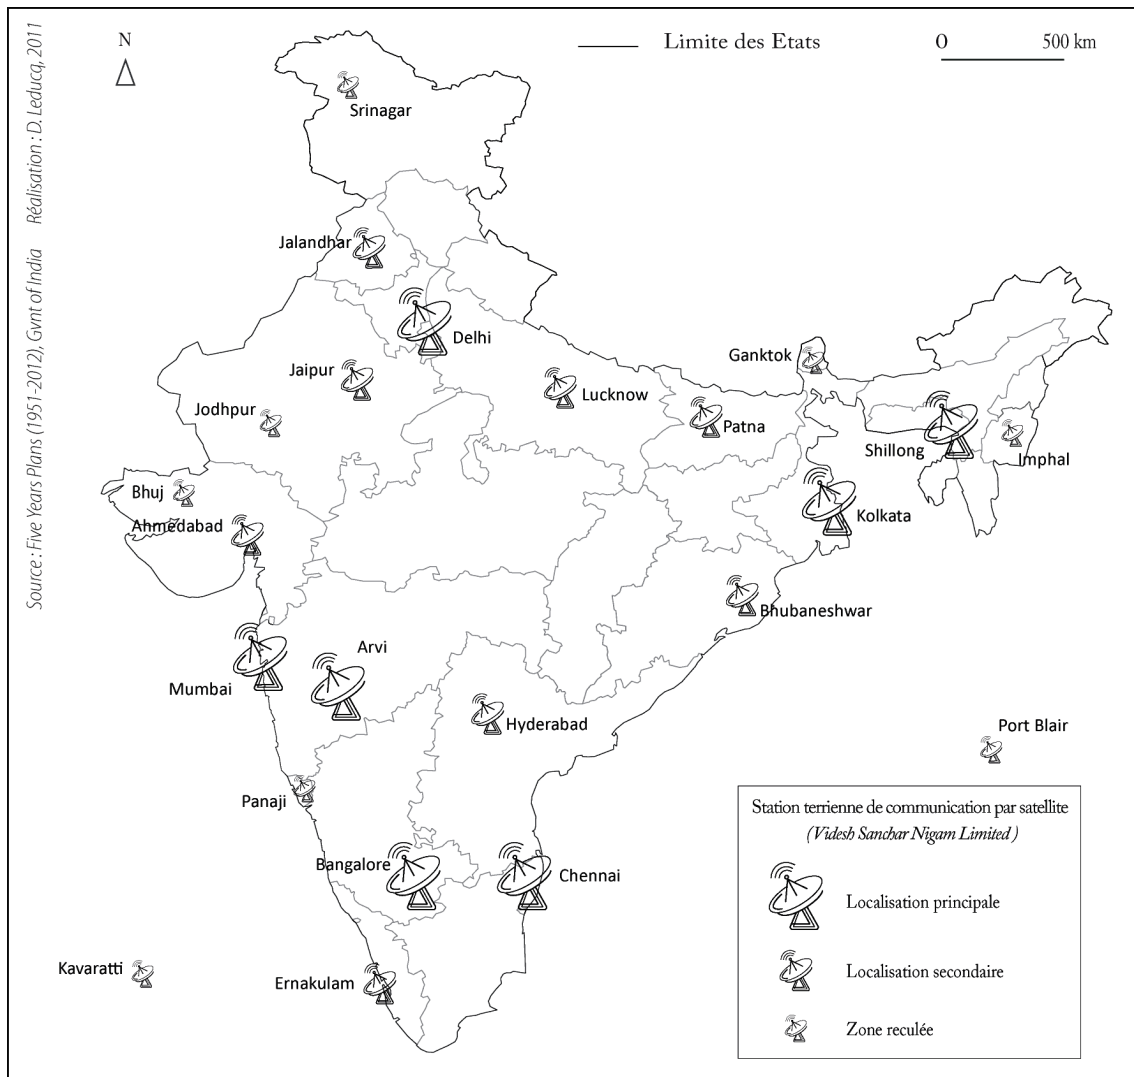 N
Limite des Etats
0 500 km
Source : Five Years Plans (1951-2012), Gvnt of India Réalisation : D. Leducq, 2011
Srinagar
Jalandhar
Delhi
Ganktok
Jaipur
Lucknow
Jodhpur
Patna
Shillong
Imphal
Bhuj
Ahmedabad
Kolkata
Bhubaneshwar
Arvi
Mumbai
Hyderabad
Port Blair
Panaji
Bangalore
Chennai
Kavaratti
Ernakulam
Station terrienne de communication par satellite
(Videsh Sanchar Nigam Limited )
Localisation principale
Localisation secondaire
Zone reculée